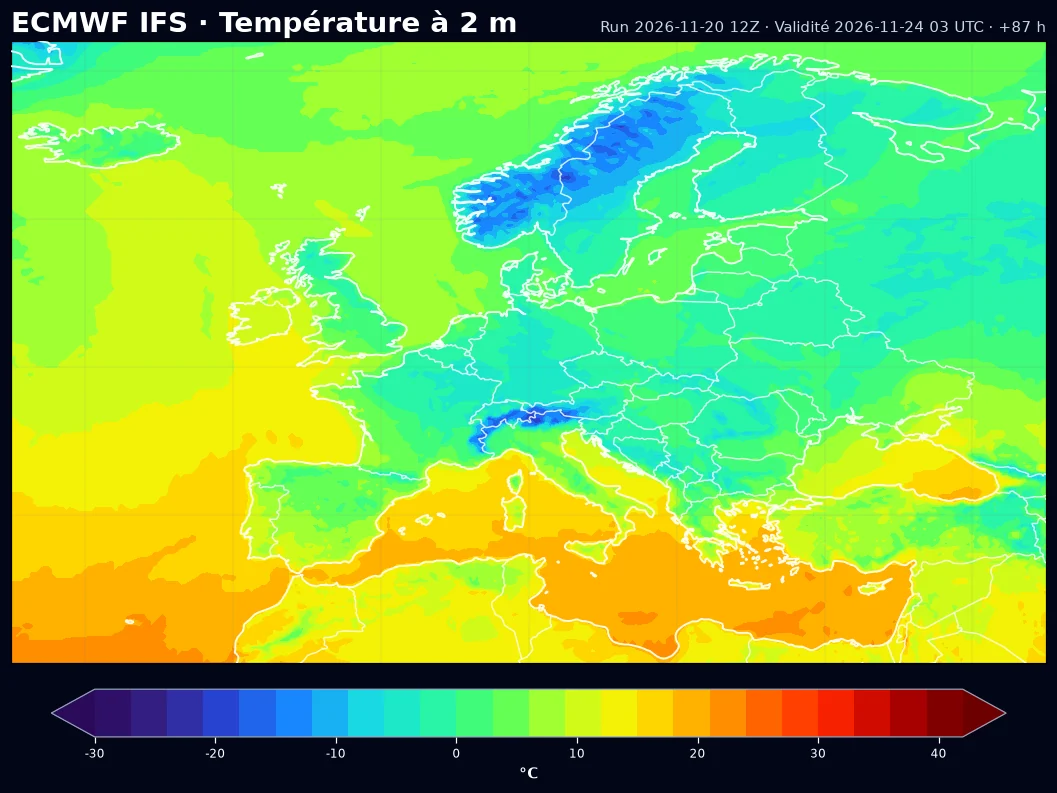 ECMWF IFS · Température à 2 m
Run 2026-11-20 12Z · Validité 2026-11-24 03 UTC · +87 h
-30 -20 -10 0 10 20 30 40
°C